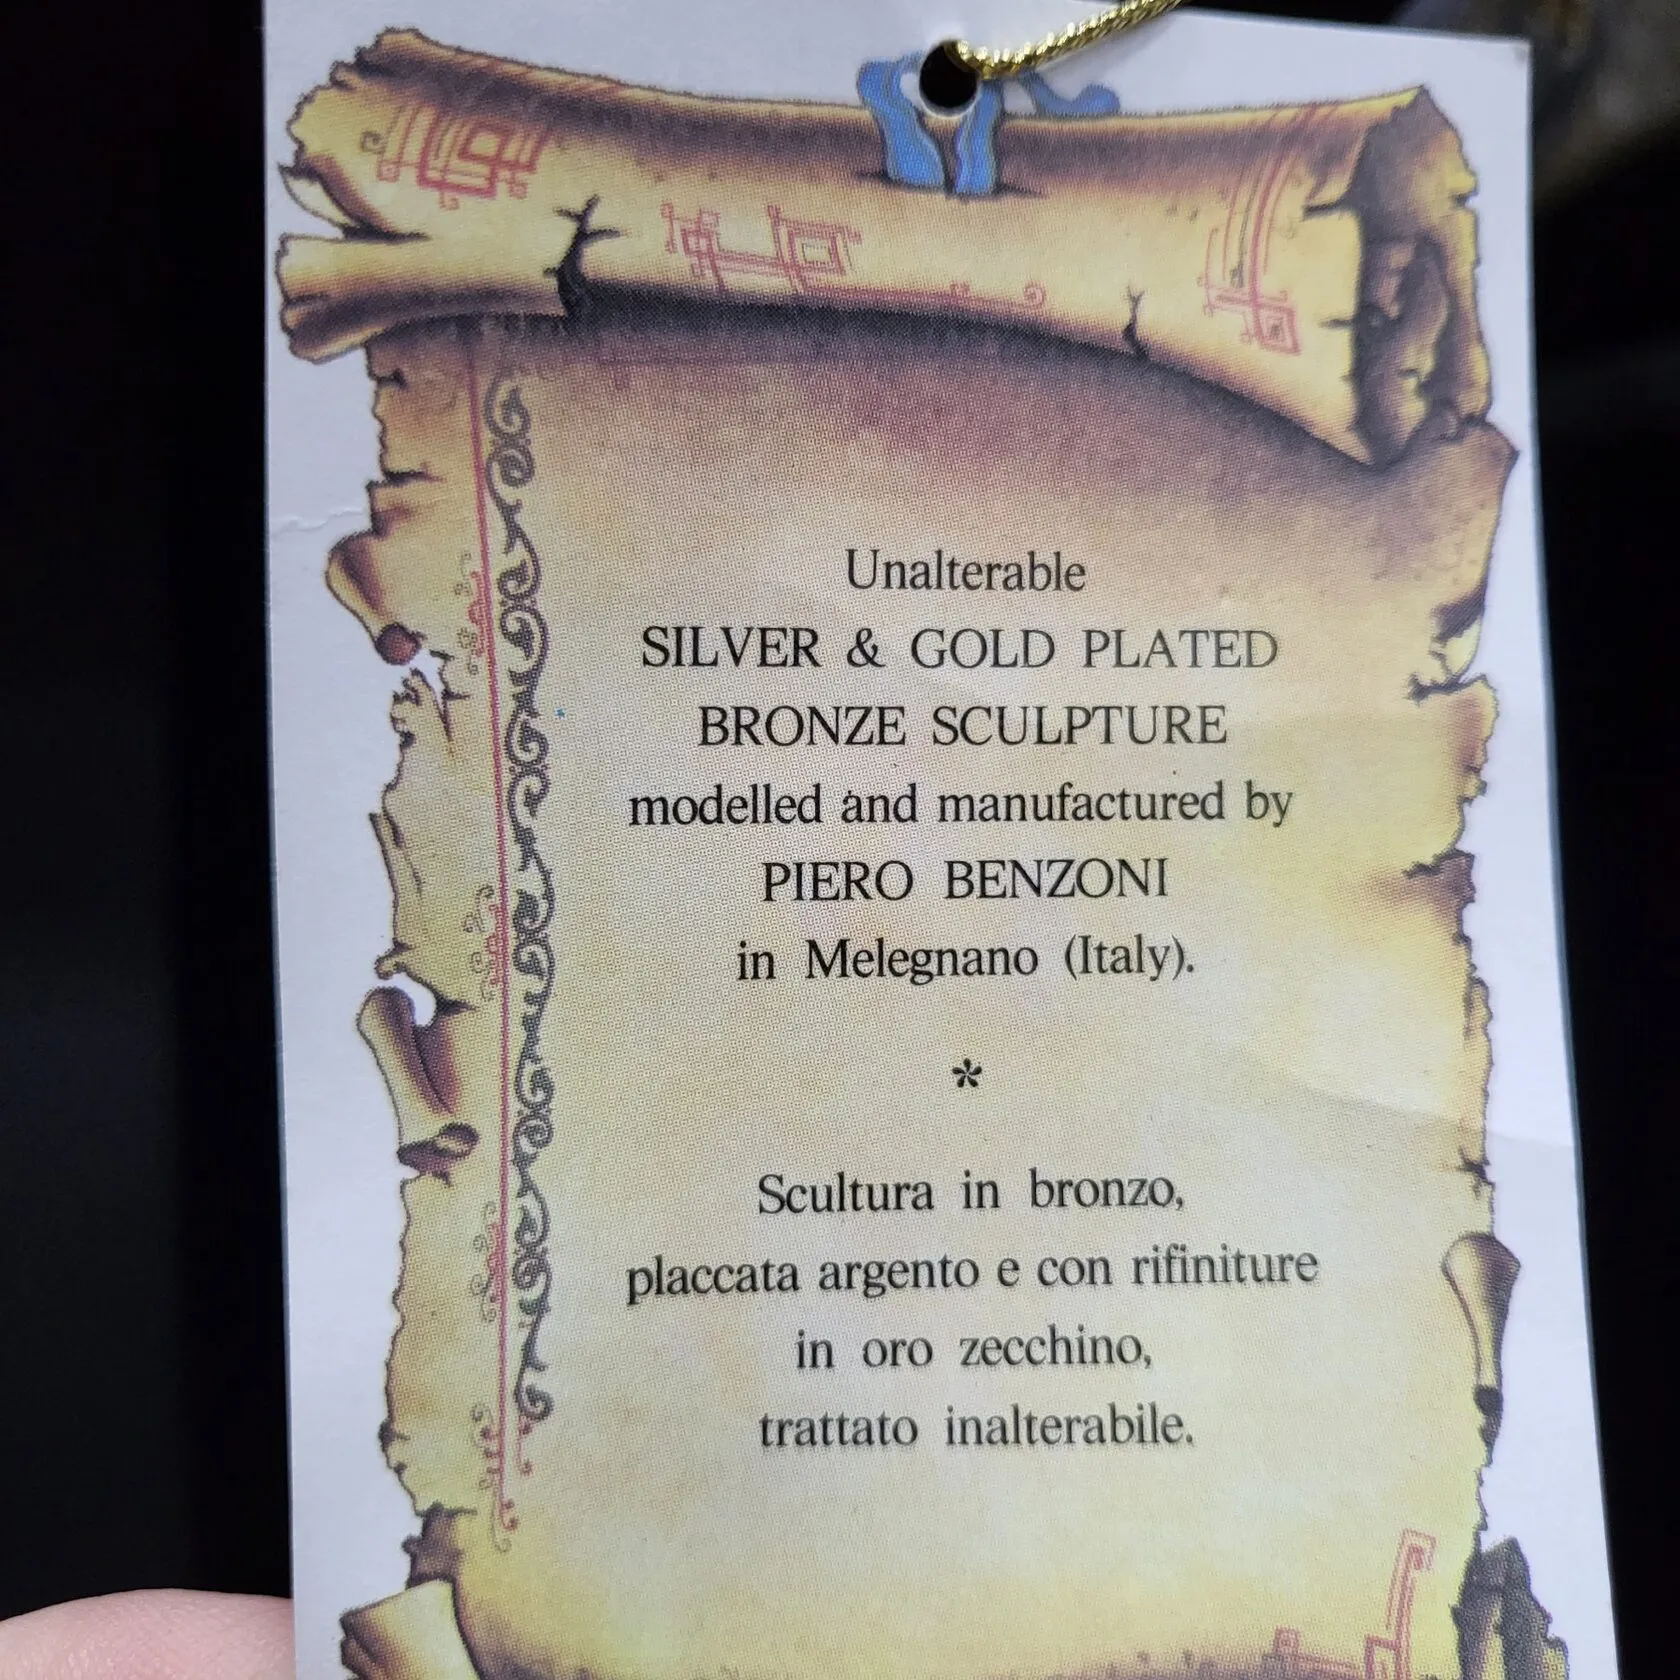 Unalterable
SILVER & GOLD PLATED
BRONZE SCULPTURE
modelled and manufactured by
PIERO BENZONI
in Melegnano (Italy).
*
Scultura in bronzo,
placcata argento e con rifiniture
in oro zecchino,
trattato inalterabile.